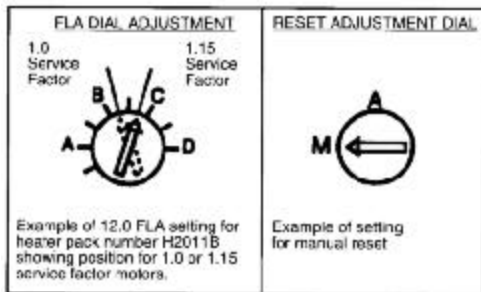 FLA DIAL ADJUSTMENT
1.0
Service
Factor
1.15
Service
Factor
B
C
A
D
Example of 12.0 FLA setting for
heater pack number H2011B
showing position for 1.0 or 1.15
service factor motors.
RESET ADJUSTMENT DIAL
A
M
Example of setting
for manual reset